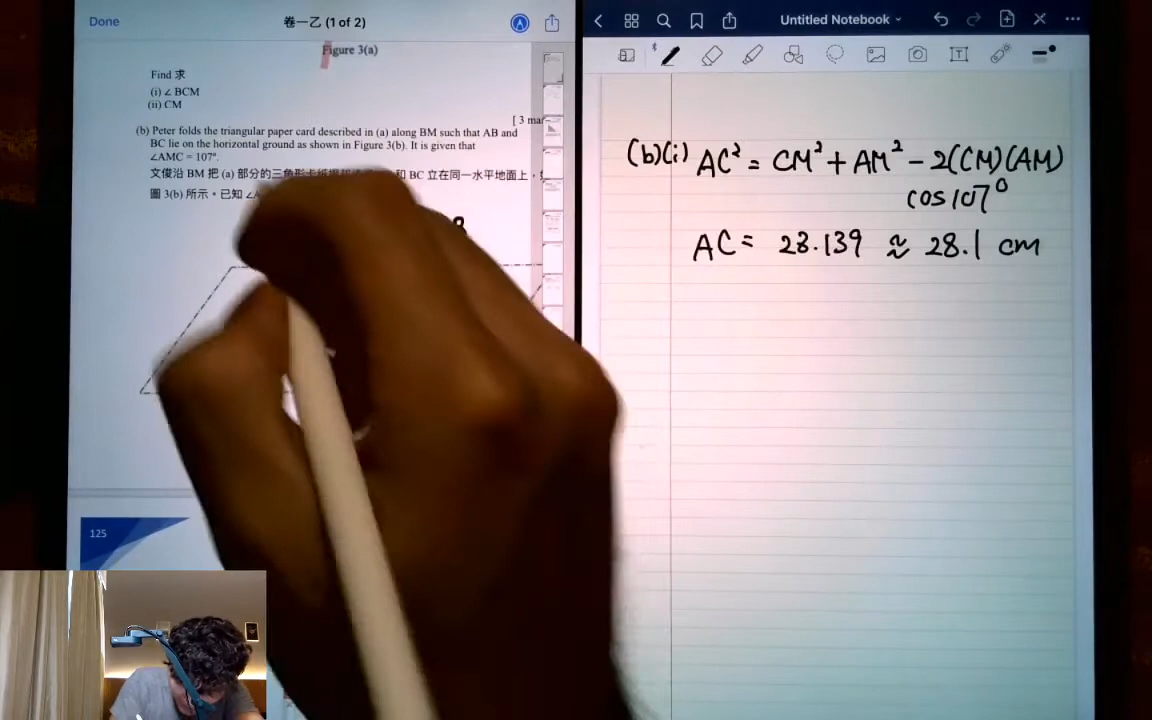 Done
卷一乙 (1 of 2)
Figure 3(a)
Find 求
(i) ∠ BCM
(ii) CM
[ 3 mar
(b) Peter folds the triangular paper card described in (a) along BM such that AB and
BC lie on the horizontal ground as shown in Figure 3(b). It is given that
∠AMC = 107°.
文俊沿 BM 把 (a) 部分的三角形卡紙摺起 和 BC 立在同一水平地面上，
圖 3(b) 所示。已知 ∠A
B
125
Untitled Notebook
(b)(i) AC² = CM² + AM² - 2(CM)(AM)
cos107°
AC = 28.139 ≈ 28.1 cm